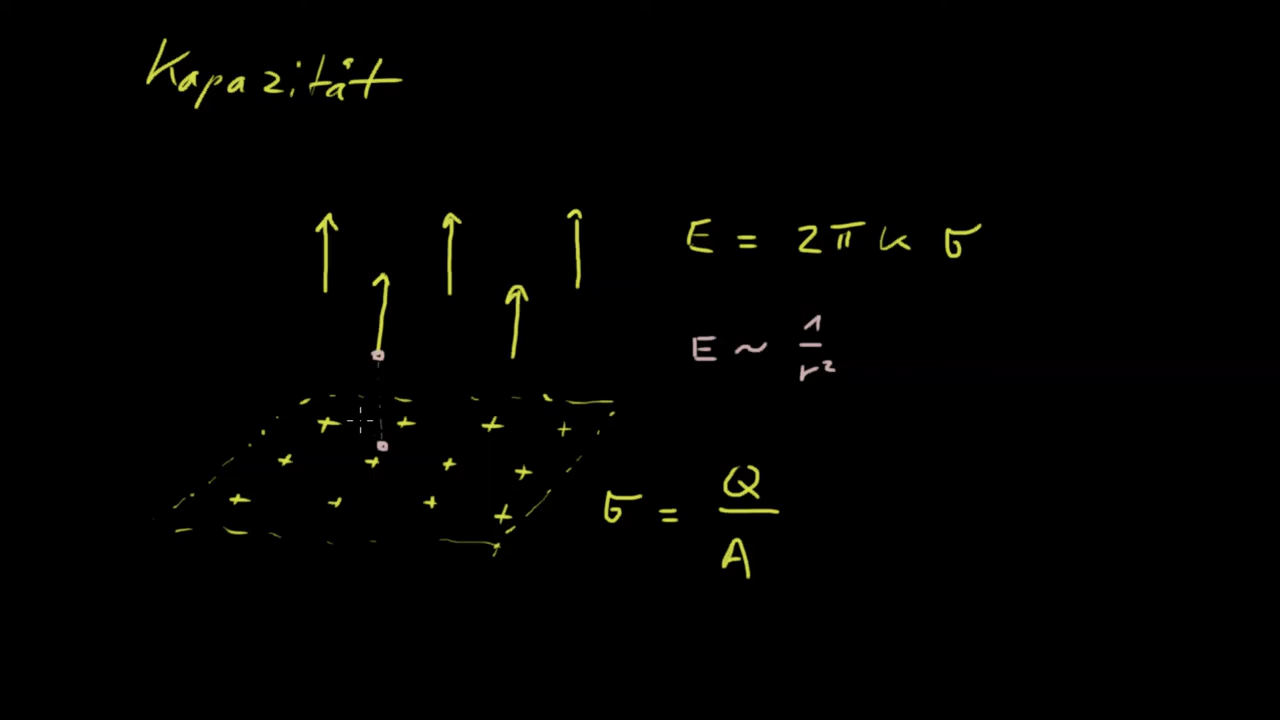 Kapazität
E = 2πkσ
E ~ 1/r²
σ = Q/A